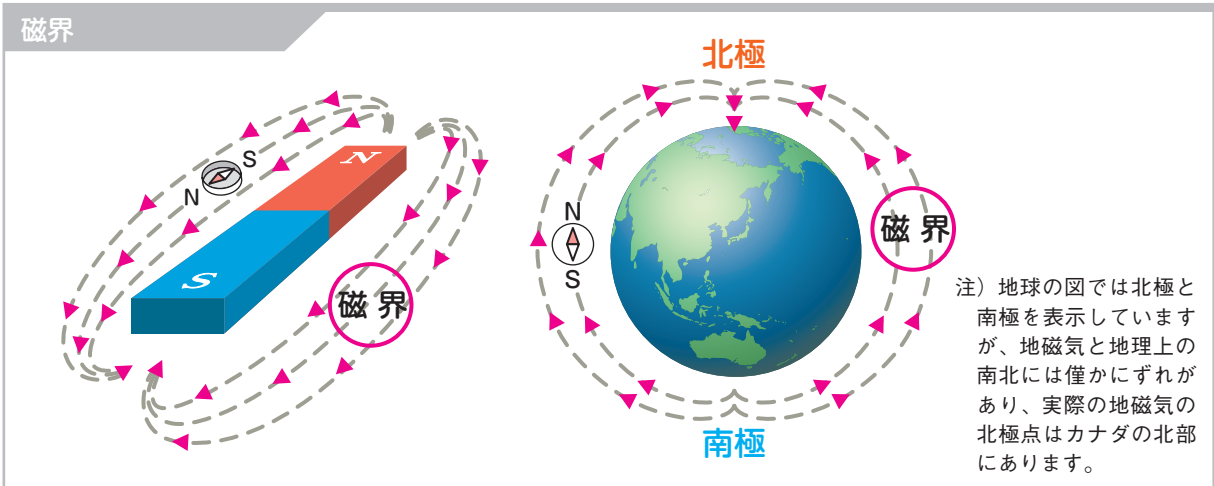 磁界
N
S
N
S
磁界
北極
N
S
磁界
南極
注）地球の図では北極と
南極を表示しています
が、地磁気と地理上の
南北には僅かにずれが
あり、実際の地磁気の
北極点はカナダの北部
にあります。